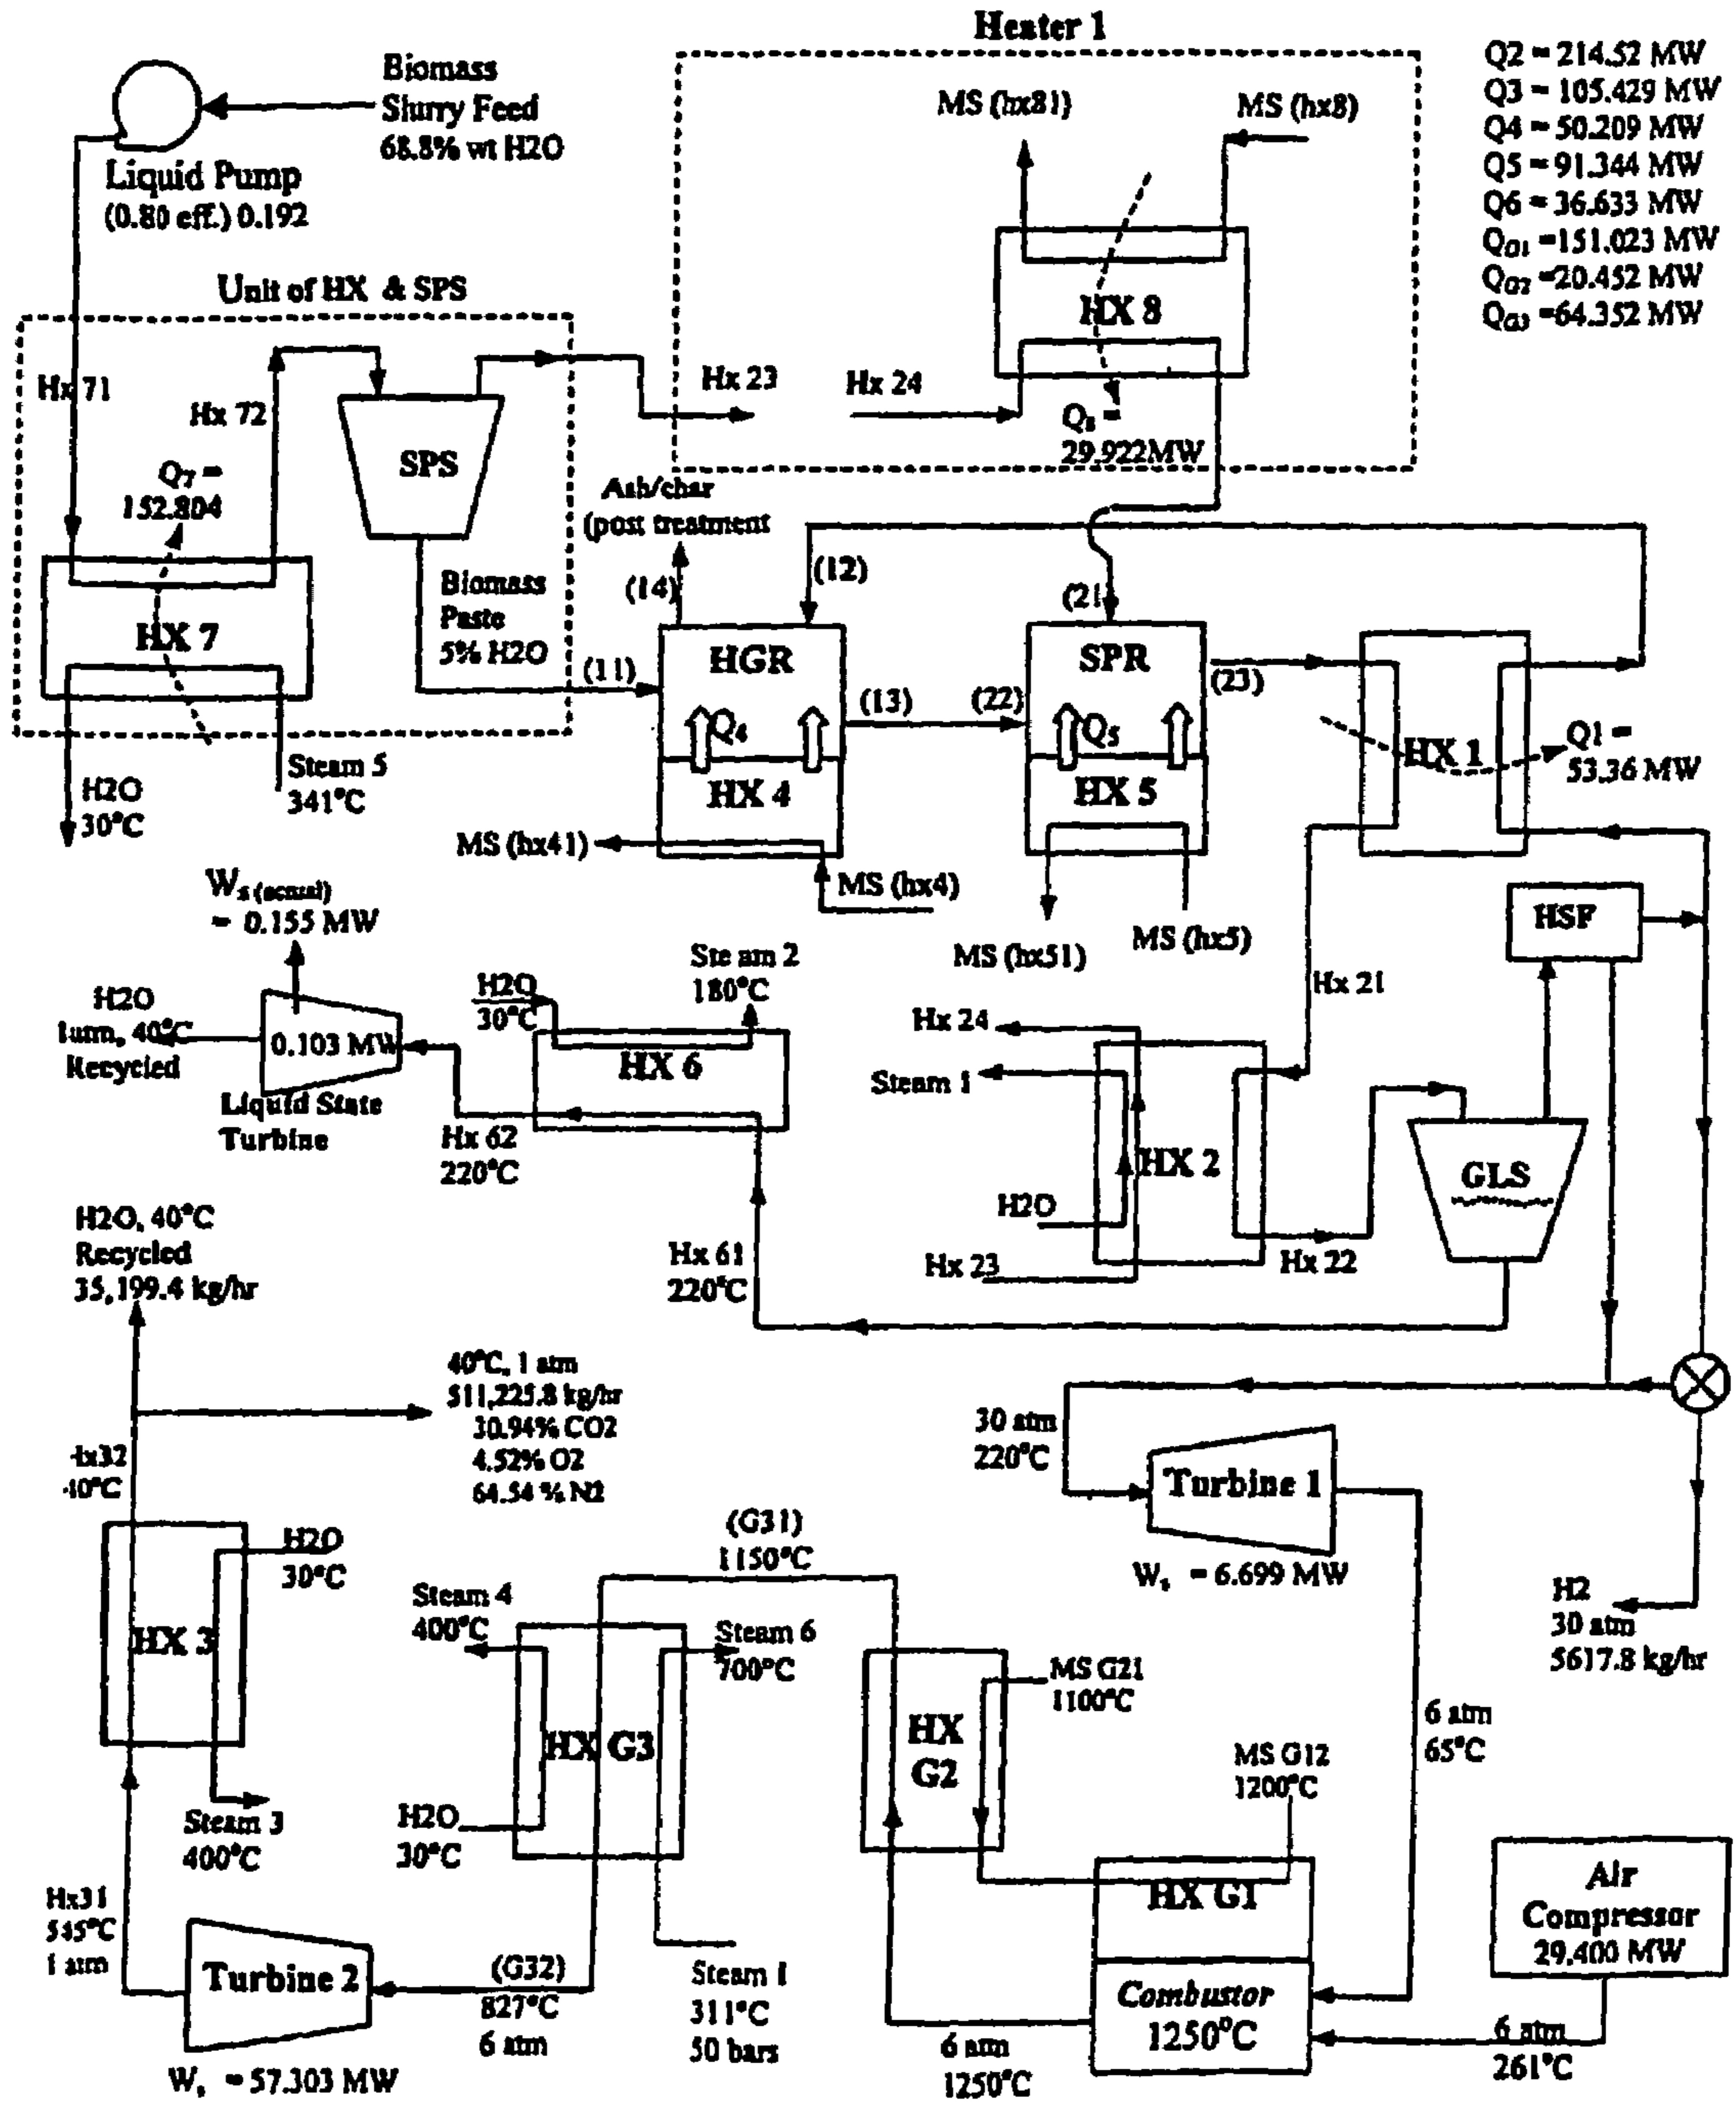 Heater 1
Q2 = 214.52 MW
Q3 = 105.429 MW
Q4 = 50.209 MW
Q5 = 91.344 MW
Q6 = 36.633 MW
QG1 =151.023 MW
QG2 =20.452 MW
QG3 =64.352 MW
Biomass
Slurry Feed
68.8% wt H2O
Liquid Pump
(0.80 eff.) 0.192
MS (hx81)
MS (hx8)
HX 8
Q8 =
29.922MW
Unit of HX & SPS
Hx 71
Hx 72
SPS
Hx 23
Hx 24
Q7 =
152.804
HX 7
Biomass
Paste
5% H2O
H2O
30°C
Steam 5
341°C
Ash/char
(post treatment
(14)
(12)
(11)
HGR
Q4
HX 4
(13)
(22)
(21
SPR
Q5
HX 5
(23)
HX 1
Q1 =
53.36 MW
MS (hx41)
MS (hx4)
MS (hx51)
MS (hx5)
HSF
Hx 21
Ws (actual)
= 0.155 MW
H2O
1atm, 40°C
Recycled
0.103 MW
Liquid State
Turbine
H2O
30°C
Ste am 2
180°C
HX 6
Hx 62
220°C
Hx 61
220°C
Hx 24
Steam 1
HX 2
H2O
Hx 23
Hx 22
GLS
H2O, 40°C
Recycled
35,199.4 kg/hr
40°C, 1 atm
511,225.8 kg/hr
30.94% CO2
4.52% O2
64.54 % N2
30 atm
220°C
Turbine 1
Ws = 6.699 MW
H2
30 atm
5617.8 kg/hr
Hx32
40°C
HX 3
H2O
30°C
Steam 3
400°C
(G31)
1150°C
Steam 4
400°C
Steam 6
700°C
HX G3
H2O
30°C
HX
G2
MS G21
1100°C
MS G12
1200°C
6 atm
65°C
HX G1
Combustor
1250°C
Air
Compressor
29.400 MW
6 atm
261°C
6 atm
1250°C
Steam 1
311°C
50 bars
(G32)
827°C
6 atm
Hx31
545°C
1 atm
Turbine 2
Ws = 57.303 MW